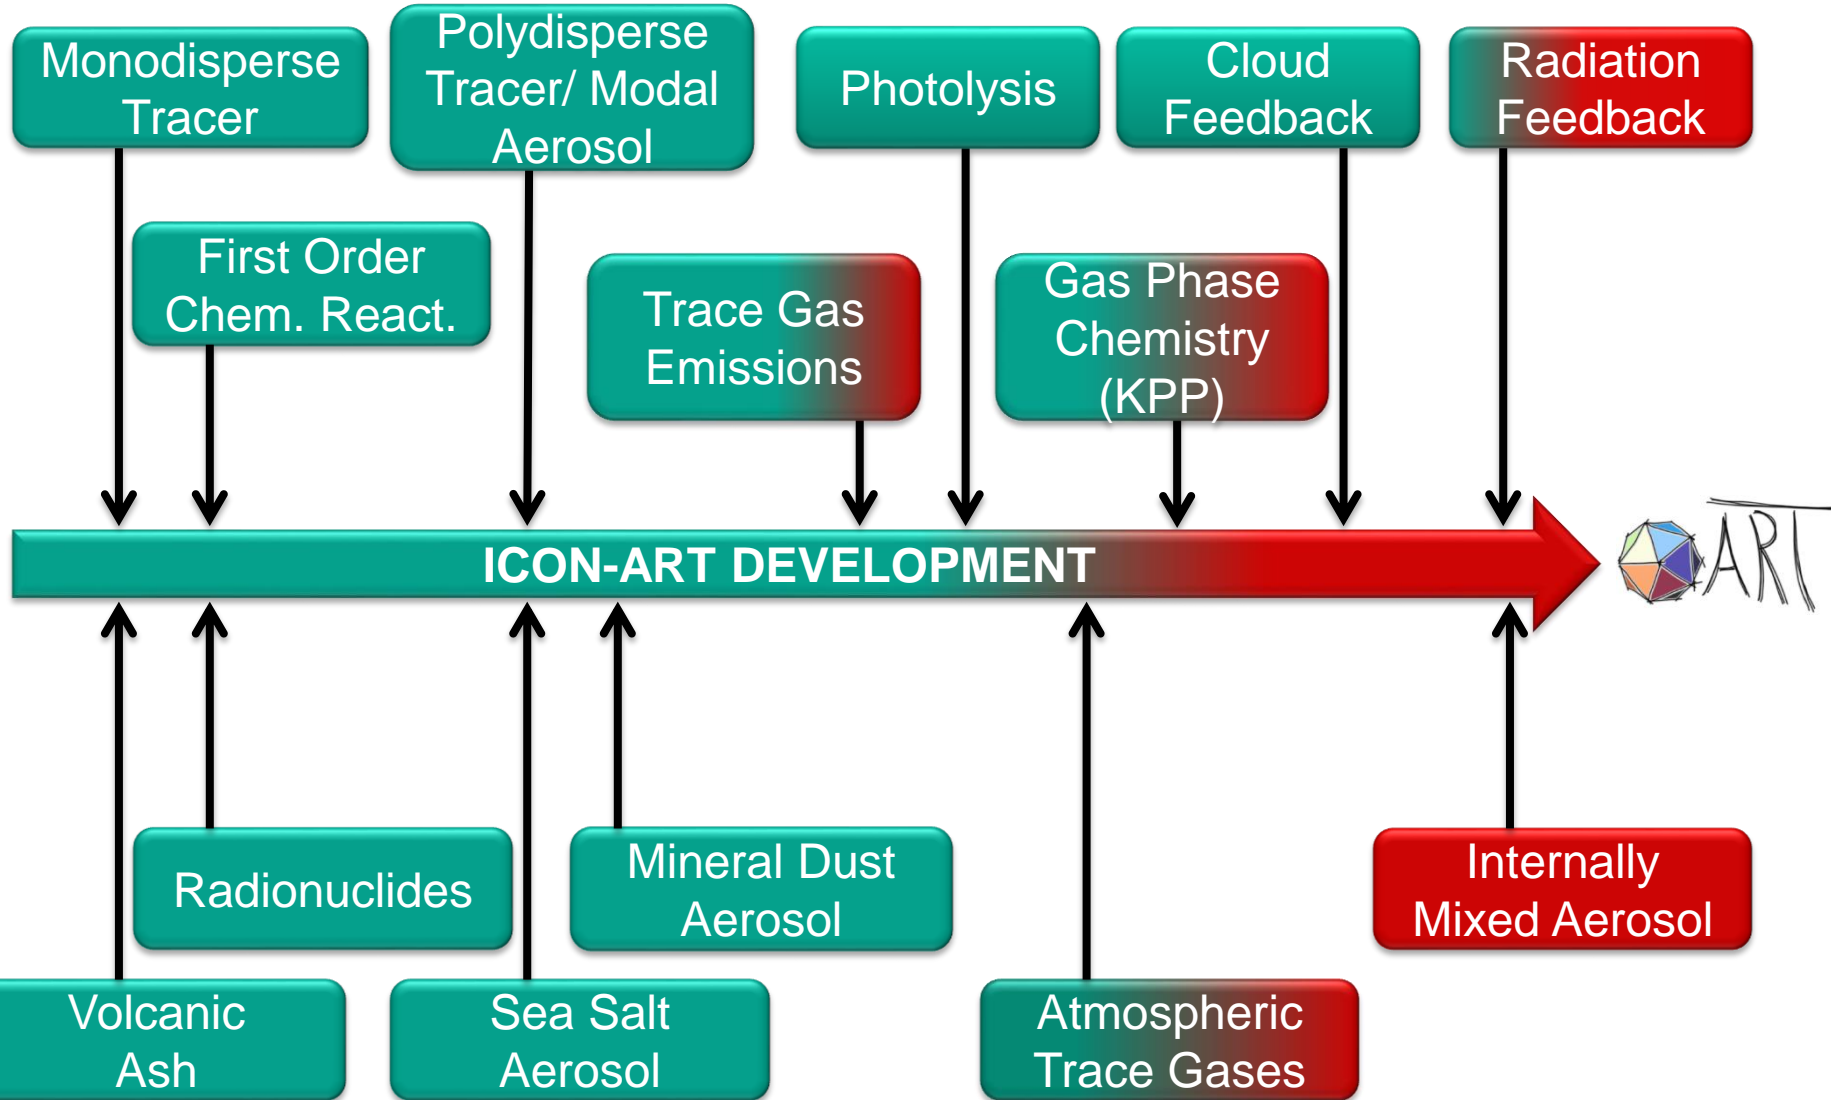 Monodisperse
Tracer
Polydisperse
Tracer/ Modal
Aerosol
Photolysis
Cloud
Feedback
Radiation
Feedback
First Order
Chem. React.
Trace Gas
Emissions
Gas Phase
Chemistry
(KPP)
ICON-ART DEVELOPMENT
ART
Radionuclides
Mineral Dust
Aerosol
Internally
Mixed Aerosol
Volcanic
Ash
Sea Salt
Aerosol
Atmospheric
Trace Gases